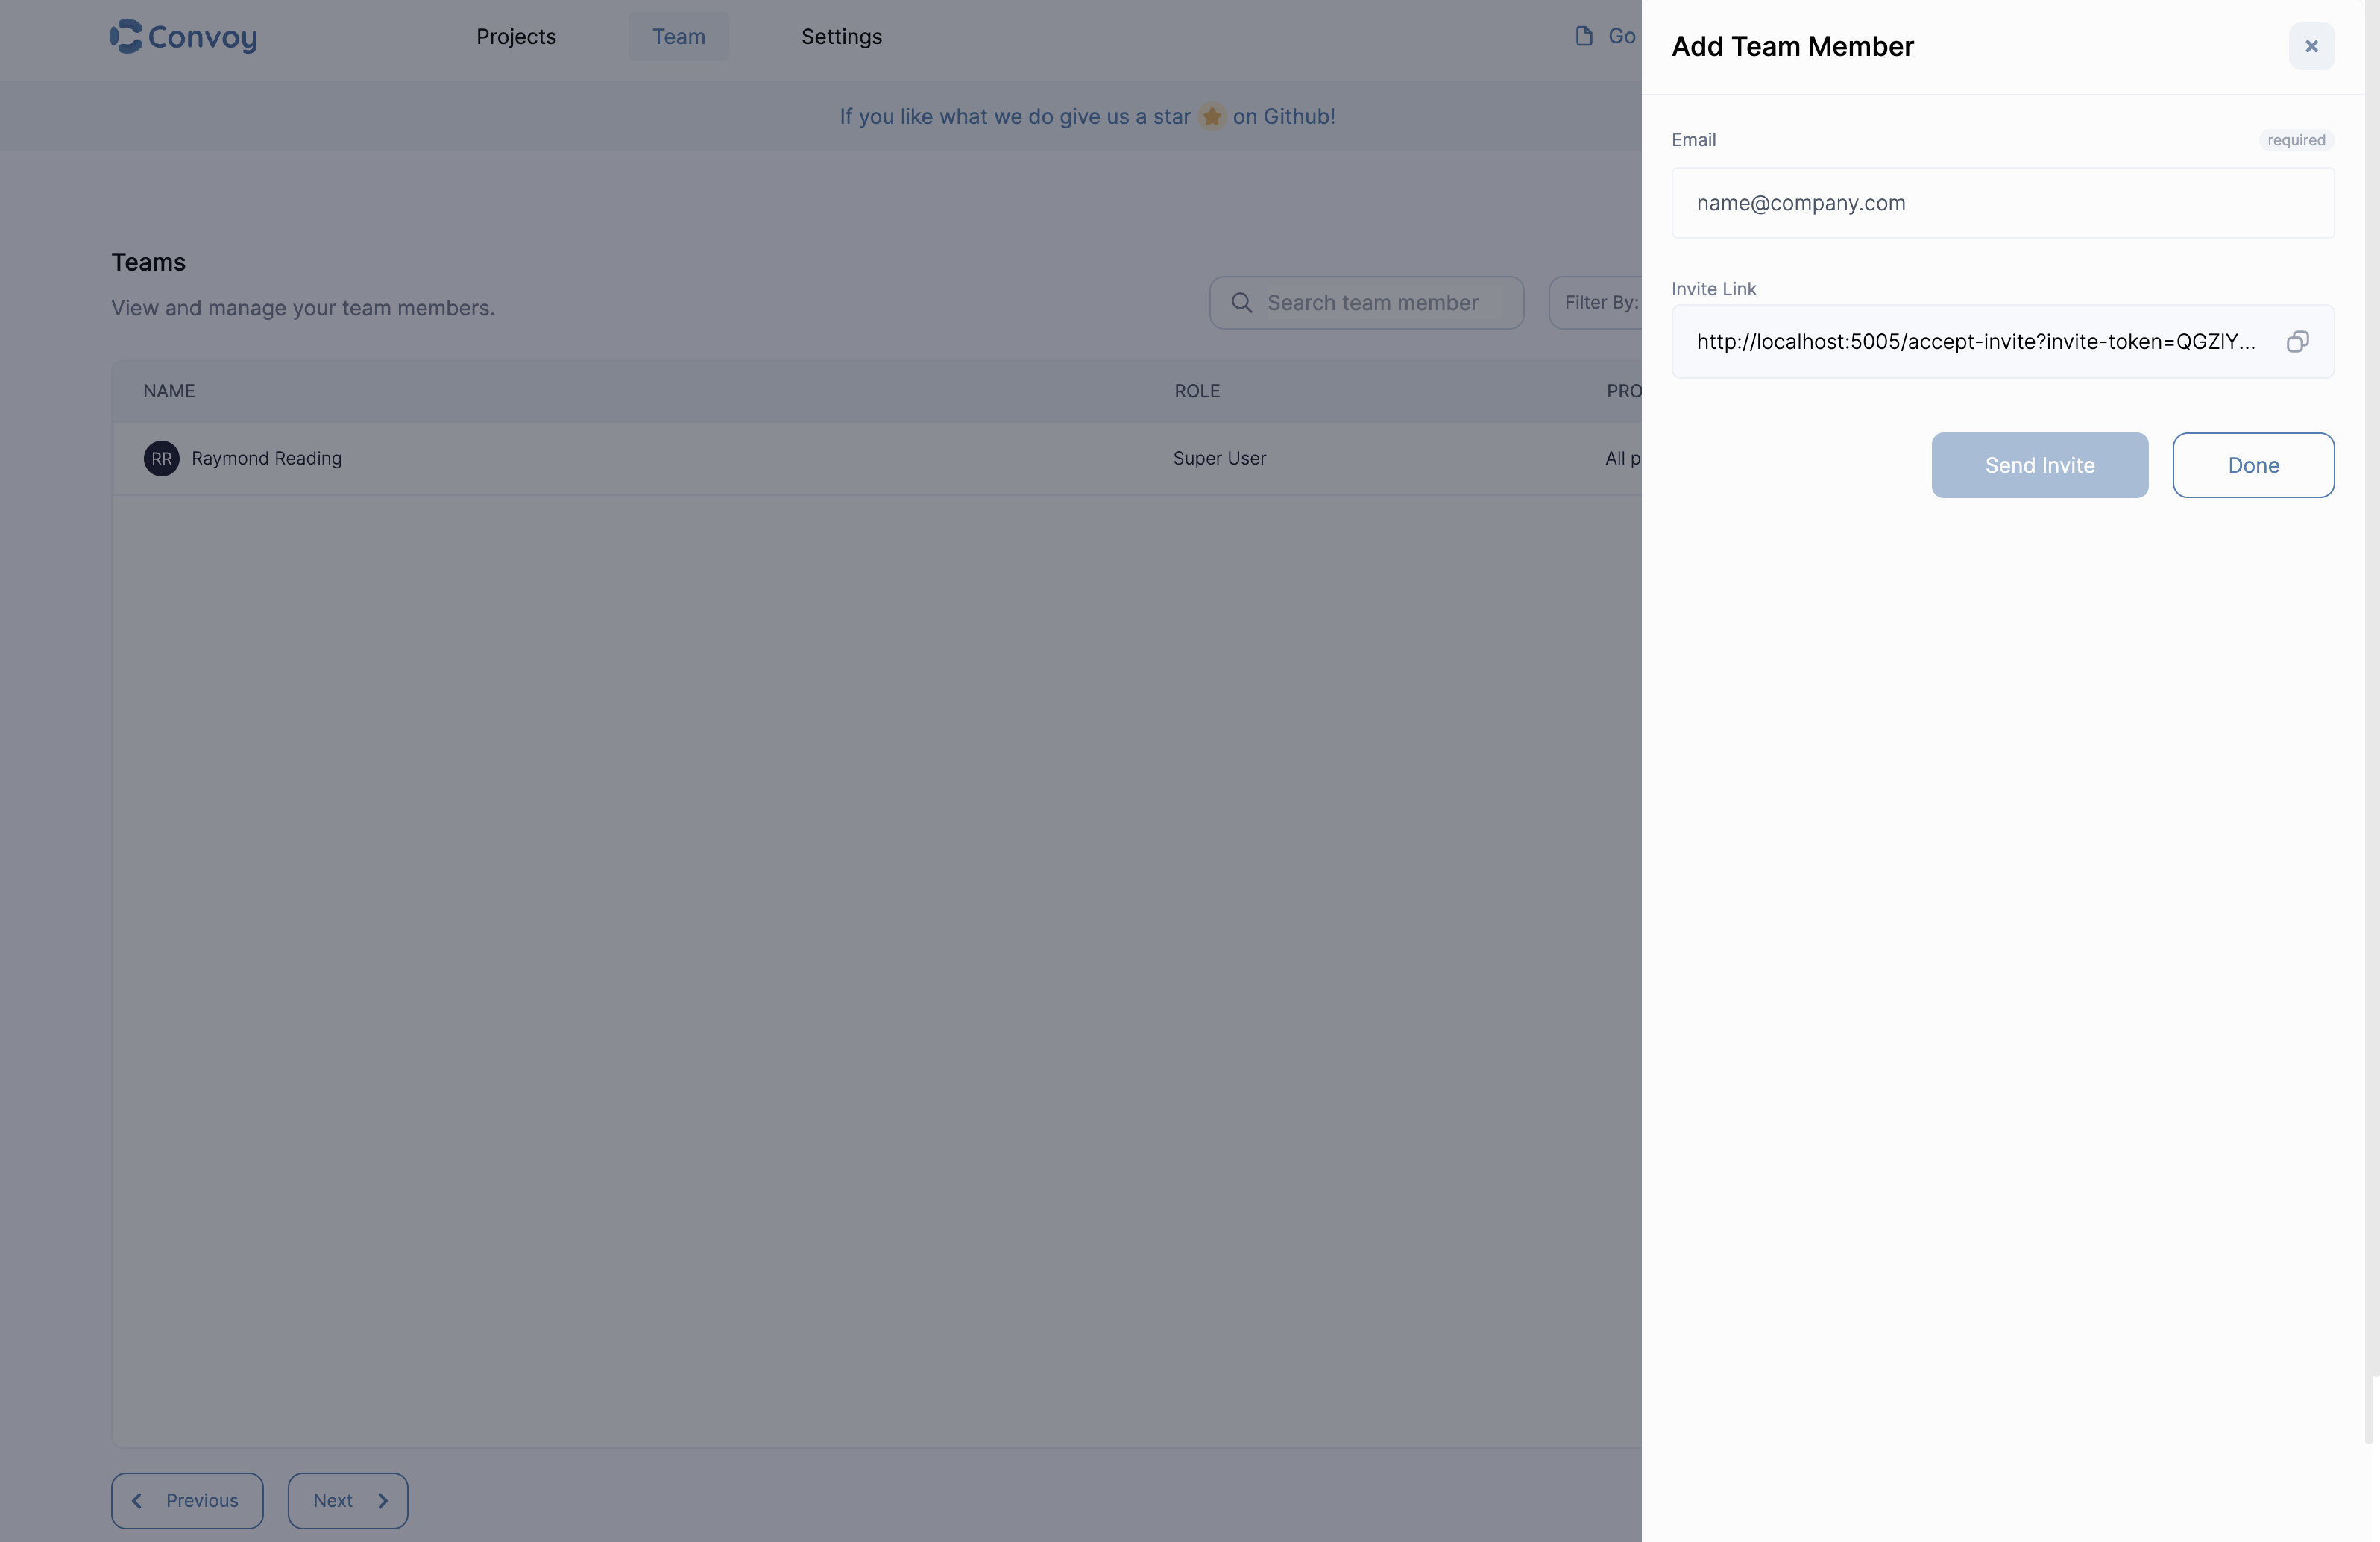 Convoy
Projects
Team
Settings
Go
If you like what we do give us a star ⭐ on Github!
Teams
View and manage your team members.
Search team member
Filter By:
NAME
ROLE
PRO
RR
Raymond Reading
Super User
All p
Previous
Next
Add Team Member
Email
required
name@company.com
Invite Link
http://localhost:5005/accept-invite?invite-token=QGZlY...
Send Invite
Done